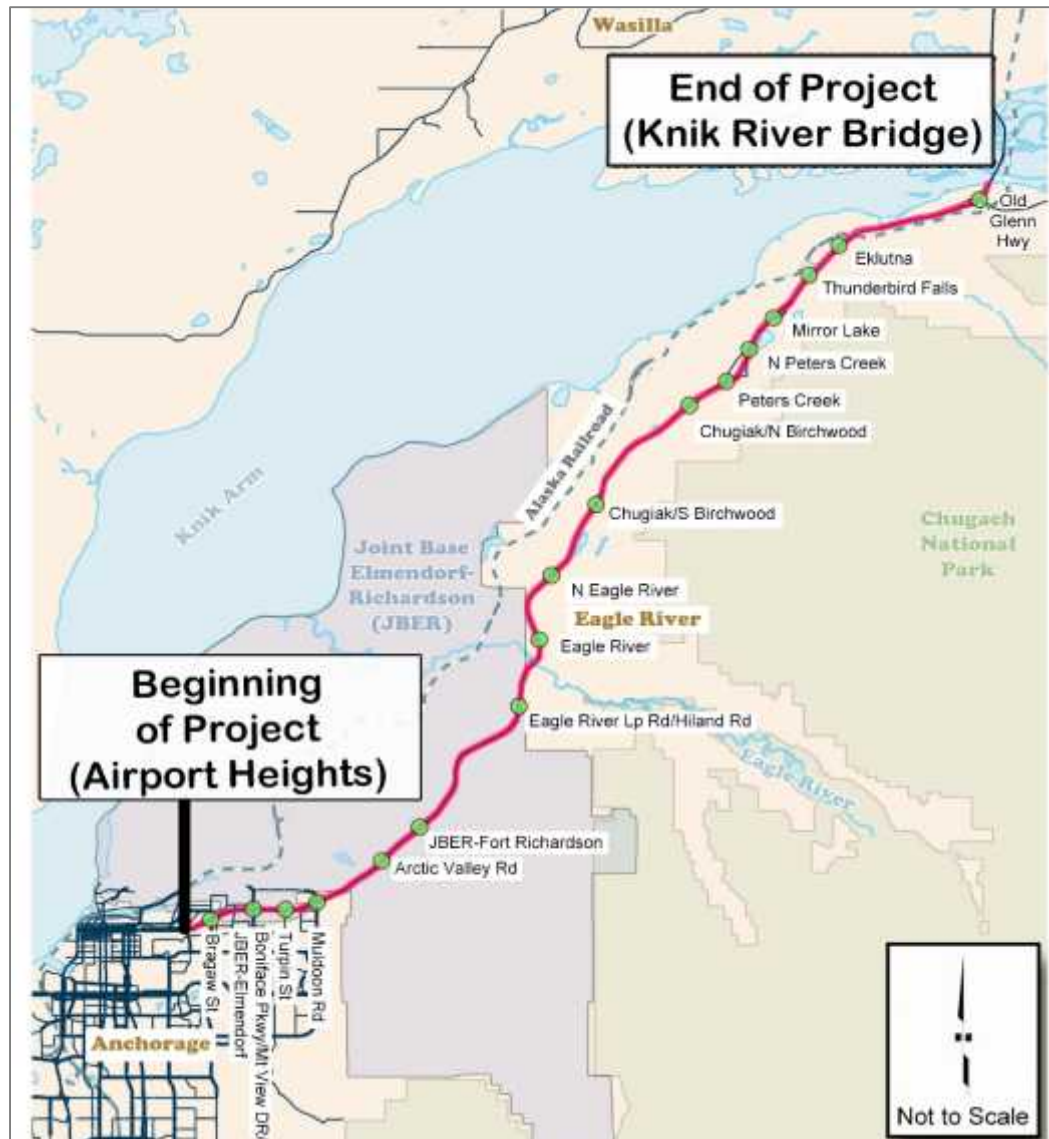 Wasilla
End of Project
(Knik River Bridge)
Old
Glenn
Hwy
Eklutna
Thunderbird Falls
Mirror Lake
N Peters Creek
Peters Creek
Chugiak/N Birchwood
Alaska Railroad
Knik Arm
Chugiak/S Birchwood
Chugach
National
Park
Joint Base
Elmendorf-
Richardson
(JBER)
N Eagle River
Eagle River
Eagle River
Beginning
of Project
(Airport Heights)
Eagle River Lp Rd/Hiland Rd
Eagle River
JBER-Fort Richardson
Arctic Valley Rd
Bragaw St
JBER-Elmendorf
Boniface Pkwy/Mt View DR
Turpin St
Muldoon Rd
Anchorage
Not to Scale